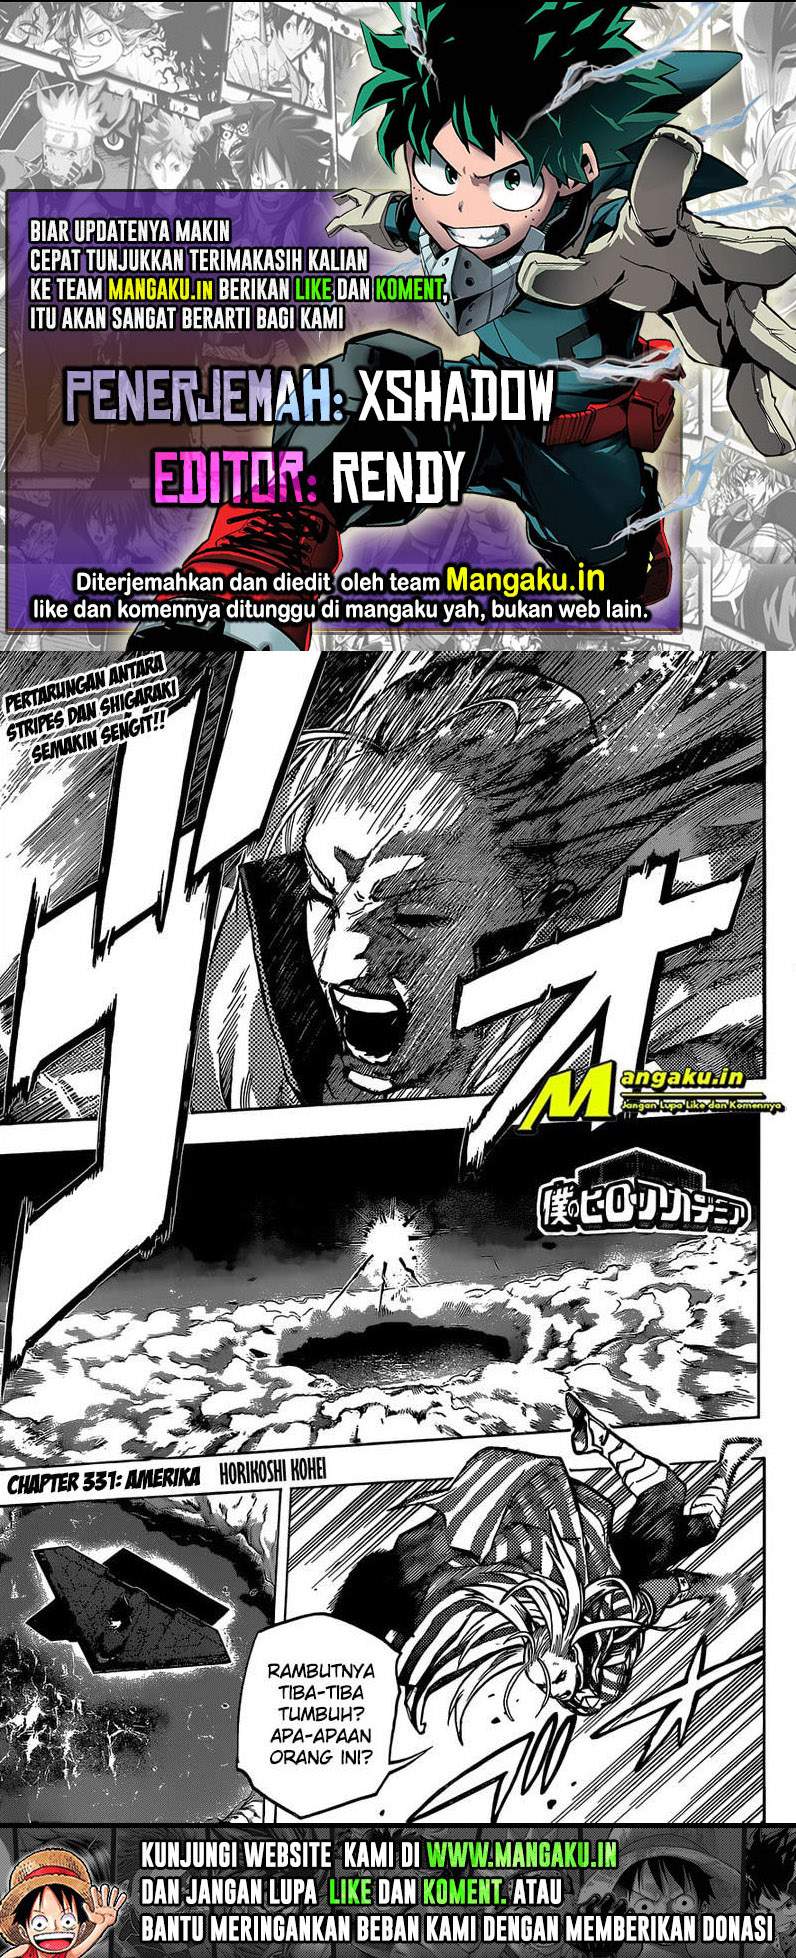 BIAR UPDATENYA MAKIN
CEPAT TUNJUKKAN TERIMAKASIH KALIAN
KE TEAM MANGAKU.in BERIKAN LIKE DAN KOMENT,
ITU AKAN SANGAT BERARTI BAGI KAMI
PENERJEMAH: XSHADOW
EDITOR: RENDY
Diterjemahkan dan diedit oleh team Mangaku.in
like dan komennya ditunggu di mangaku yah, bukan web lain.
PERTARUNGAN ANTARA
STRIPES DAN SHIGARAKI
SEMAKIN SENGIT!!
Mangaku.in
Jangan Lupa Like dan Komennya
僕のヒーローアカデミア
CHAPTER 331: AMERIKA HORIKOSHI KOHEI
RAMBUTNYA
TIBA-TIBA
TUMBUH?
APA-APAAN
ORANG INI?
KUNJUNGI WEBSITE KAMI DI WWW.MANGAKU.IN
DAN JANGAN LUPA LIKE DAN KOMENT. ATAU
BANTU MERINGANKAN BEBAN KAMI DENGAN MEMBERIKAN DONASI